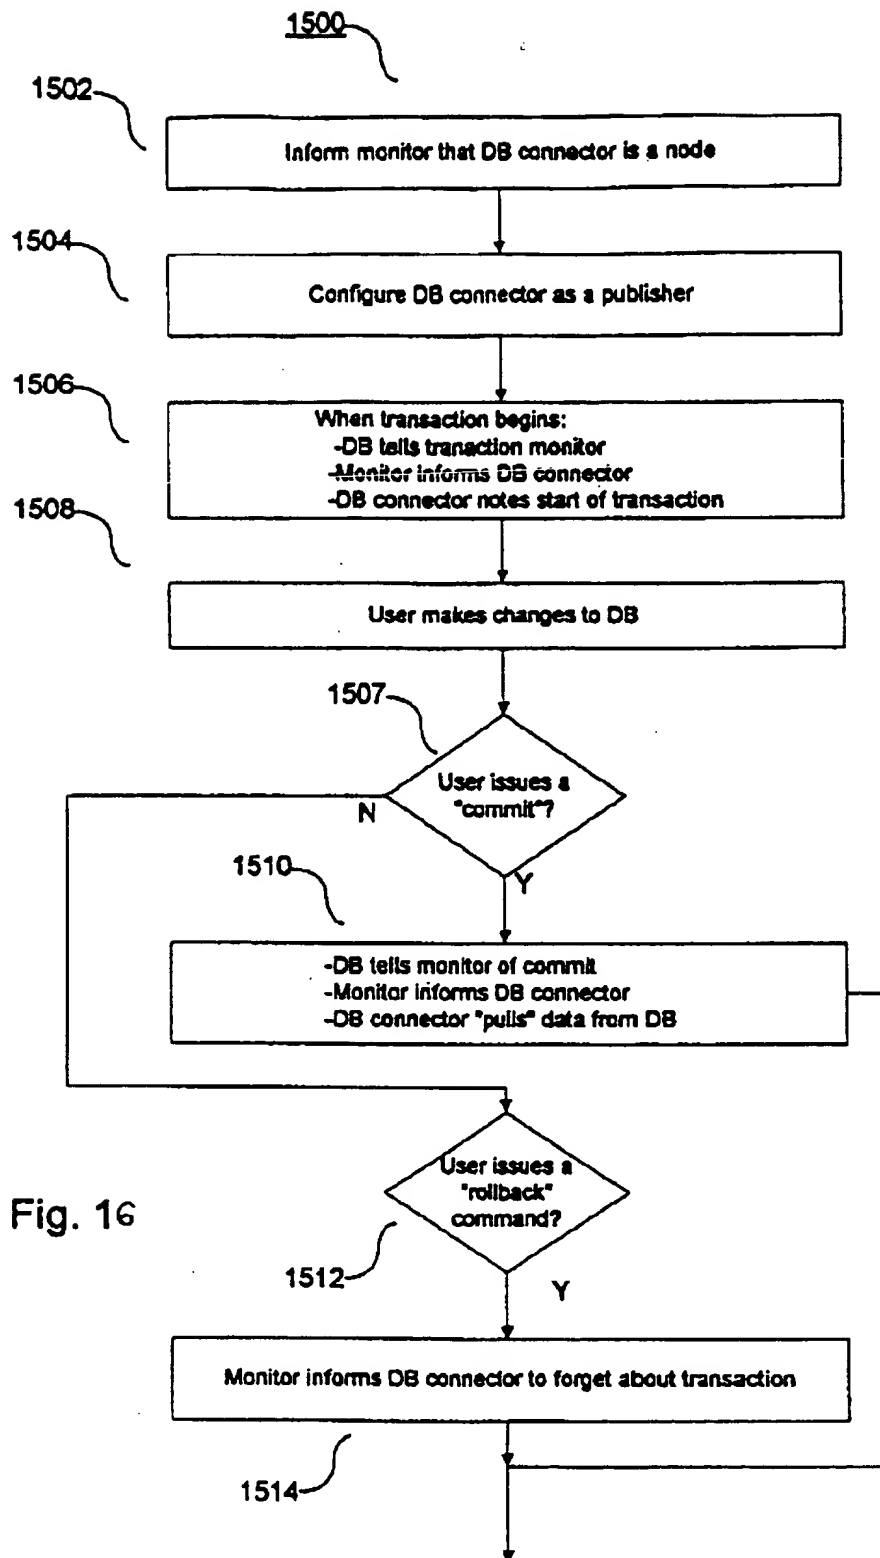 1500
1502
Inform monitor that DB connector is a node
1504
Configure DB connector as a publisher
1506
When transaction begins:
-DB tells tranaction monitor
-Monitor informs DB connector
-DB connector notes start of transaction
1508
User makes changes to DB
1507
User issues a
"commit"?
N
Y
1510
-DB tells monitor of commit
-Monitor informs DB connector
-DB connector "pulls" data from DB
User issues a
"rollback"
command?
Fig. 16
1512
Y
Monitor informs DB connector to forget about transaction
1514